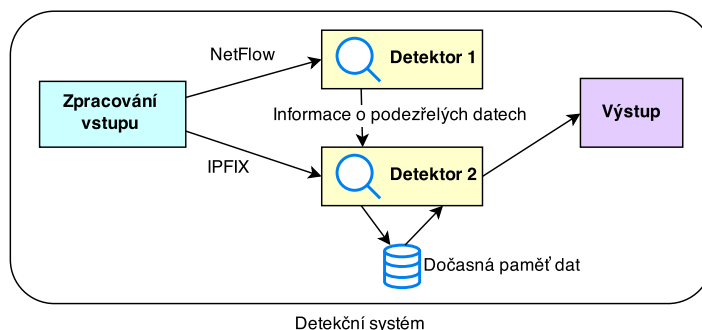 NetFlow
Detektor 1
Zpracování
vstupu
Informace o podezřelých datech
Výstup
IPFIX
Detektor 2
Dočasná paměť dat
Detekční systém